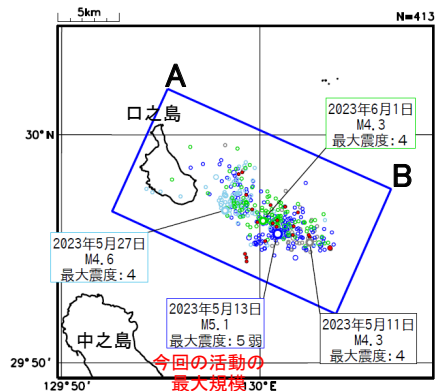 5km
N=413
A
口之島
2023年6月1日
M4.3
最大震度:4
30°N
B
2023年5月27日
M4.6
最大震度:4
2023年5月13日
M5.1
最大震度:5弱
2023年5月11日
M4.3
最大震度:4
中之島
今回の活動の
最大規模
29°50'
129°50'